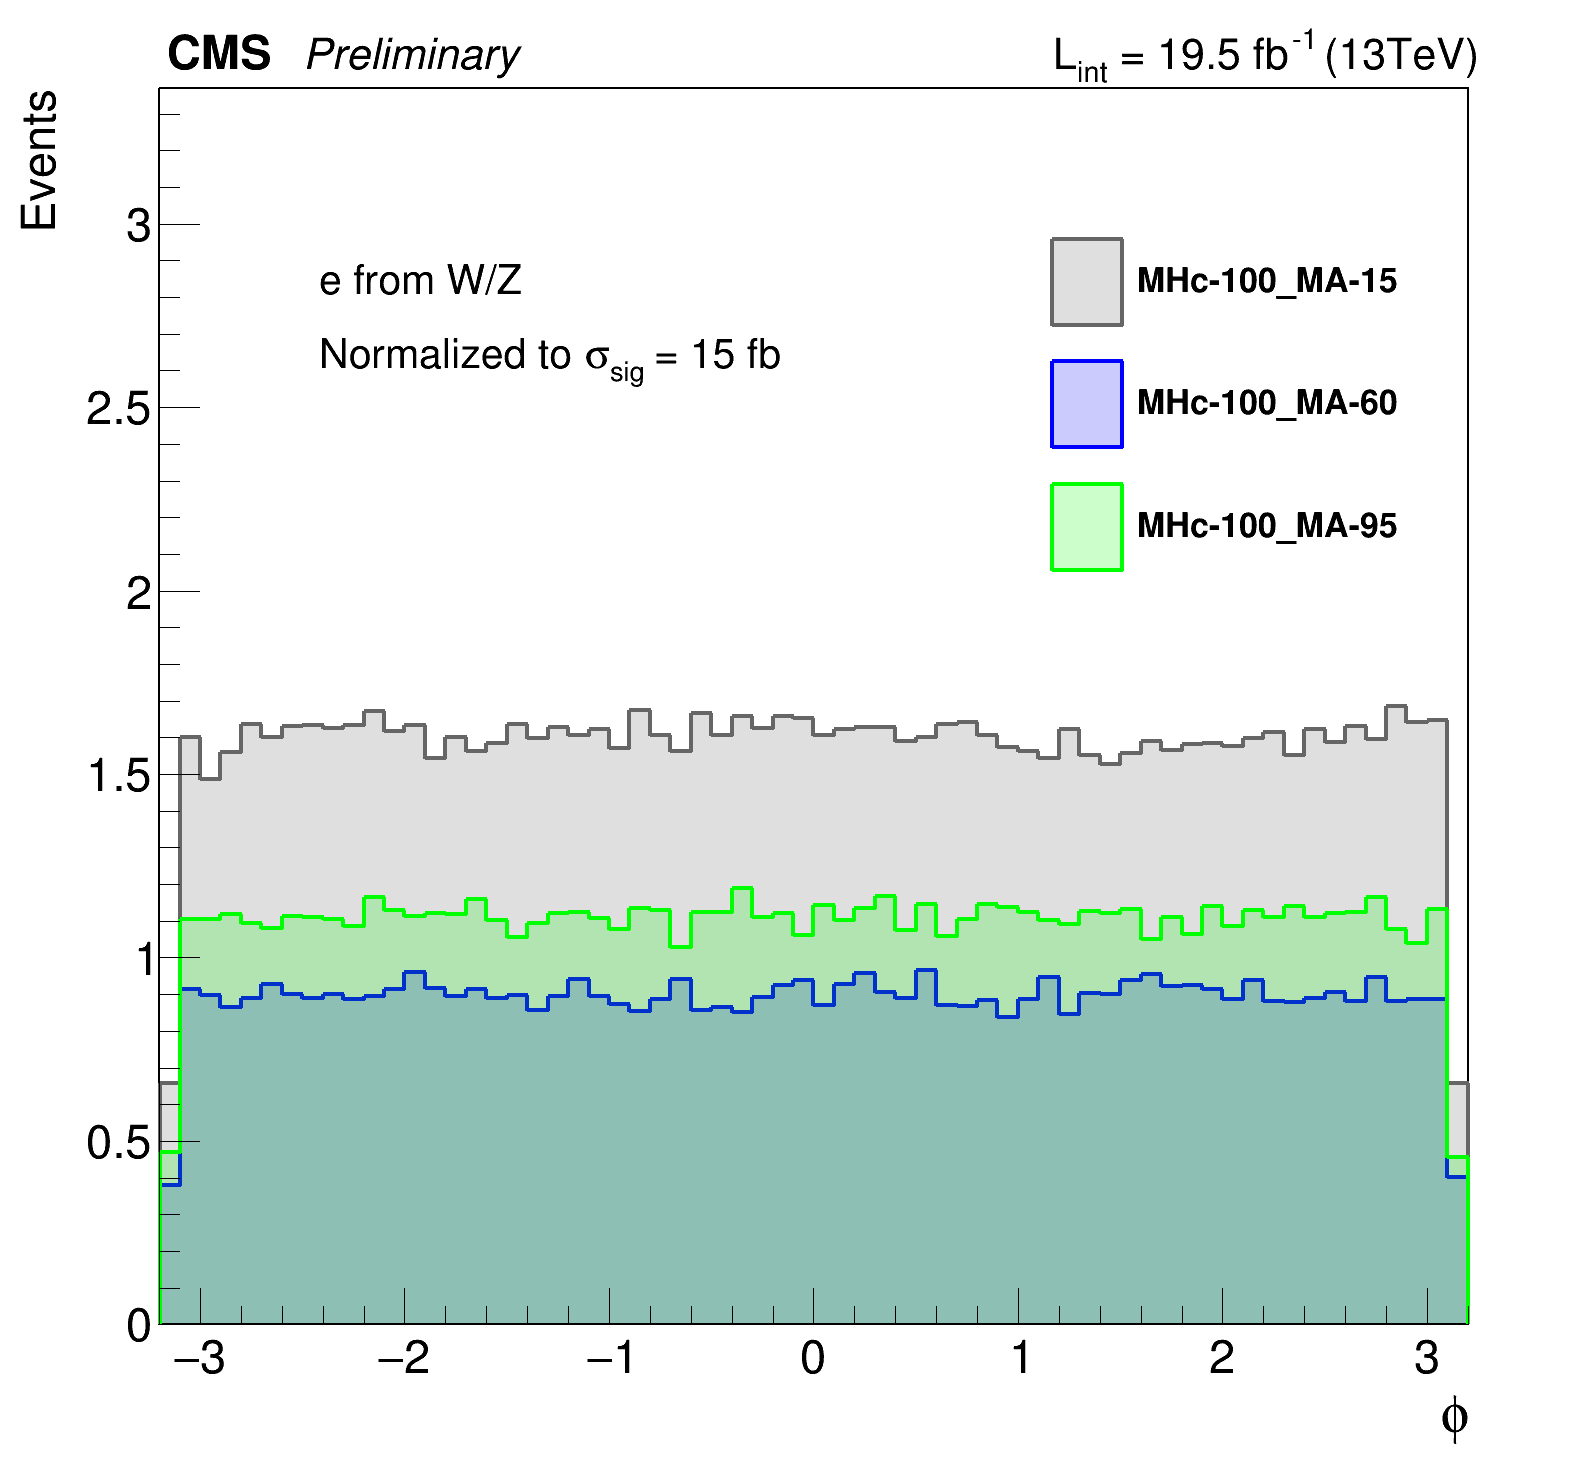 CMS Preliminary L_int = 19.5 fb^-1 (13TeV)
Events
3
2.5
2
1.5
1
0.5
0
e from W/Z
Normalized to σ_sig = 15 fb
MHc-100_MA-15
MHc-100_MA-60
MHc-100_MA-95
−3 −2 −1 0 1 2 3
ϕ